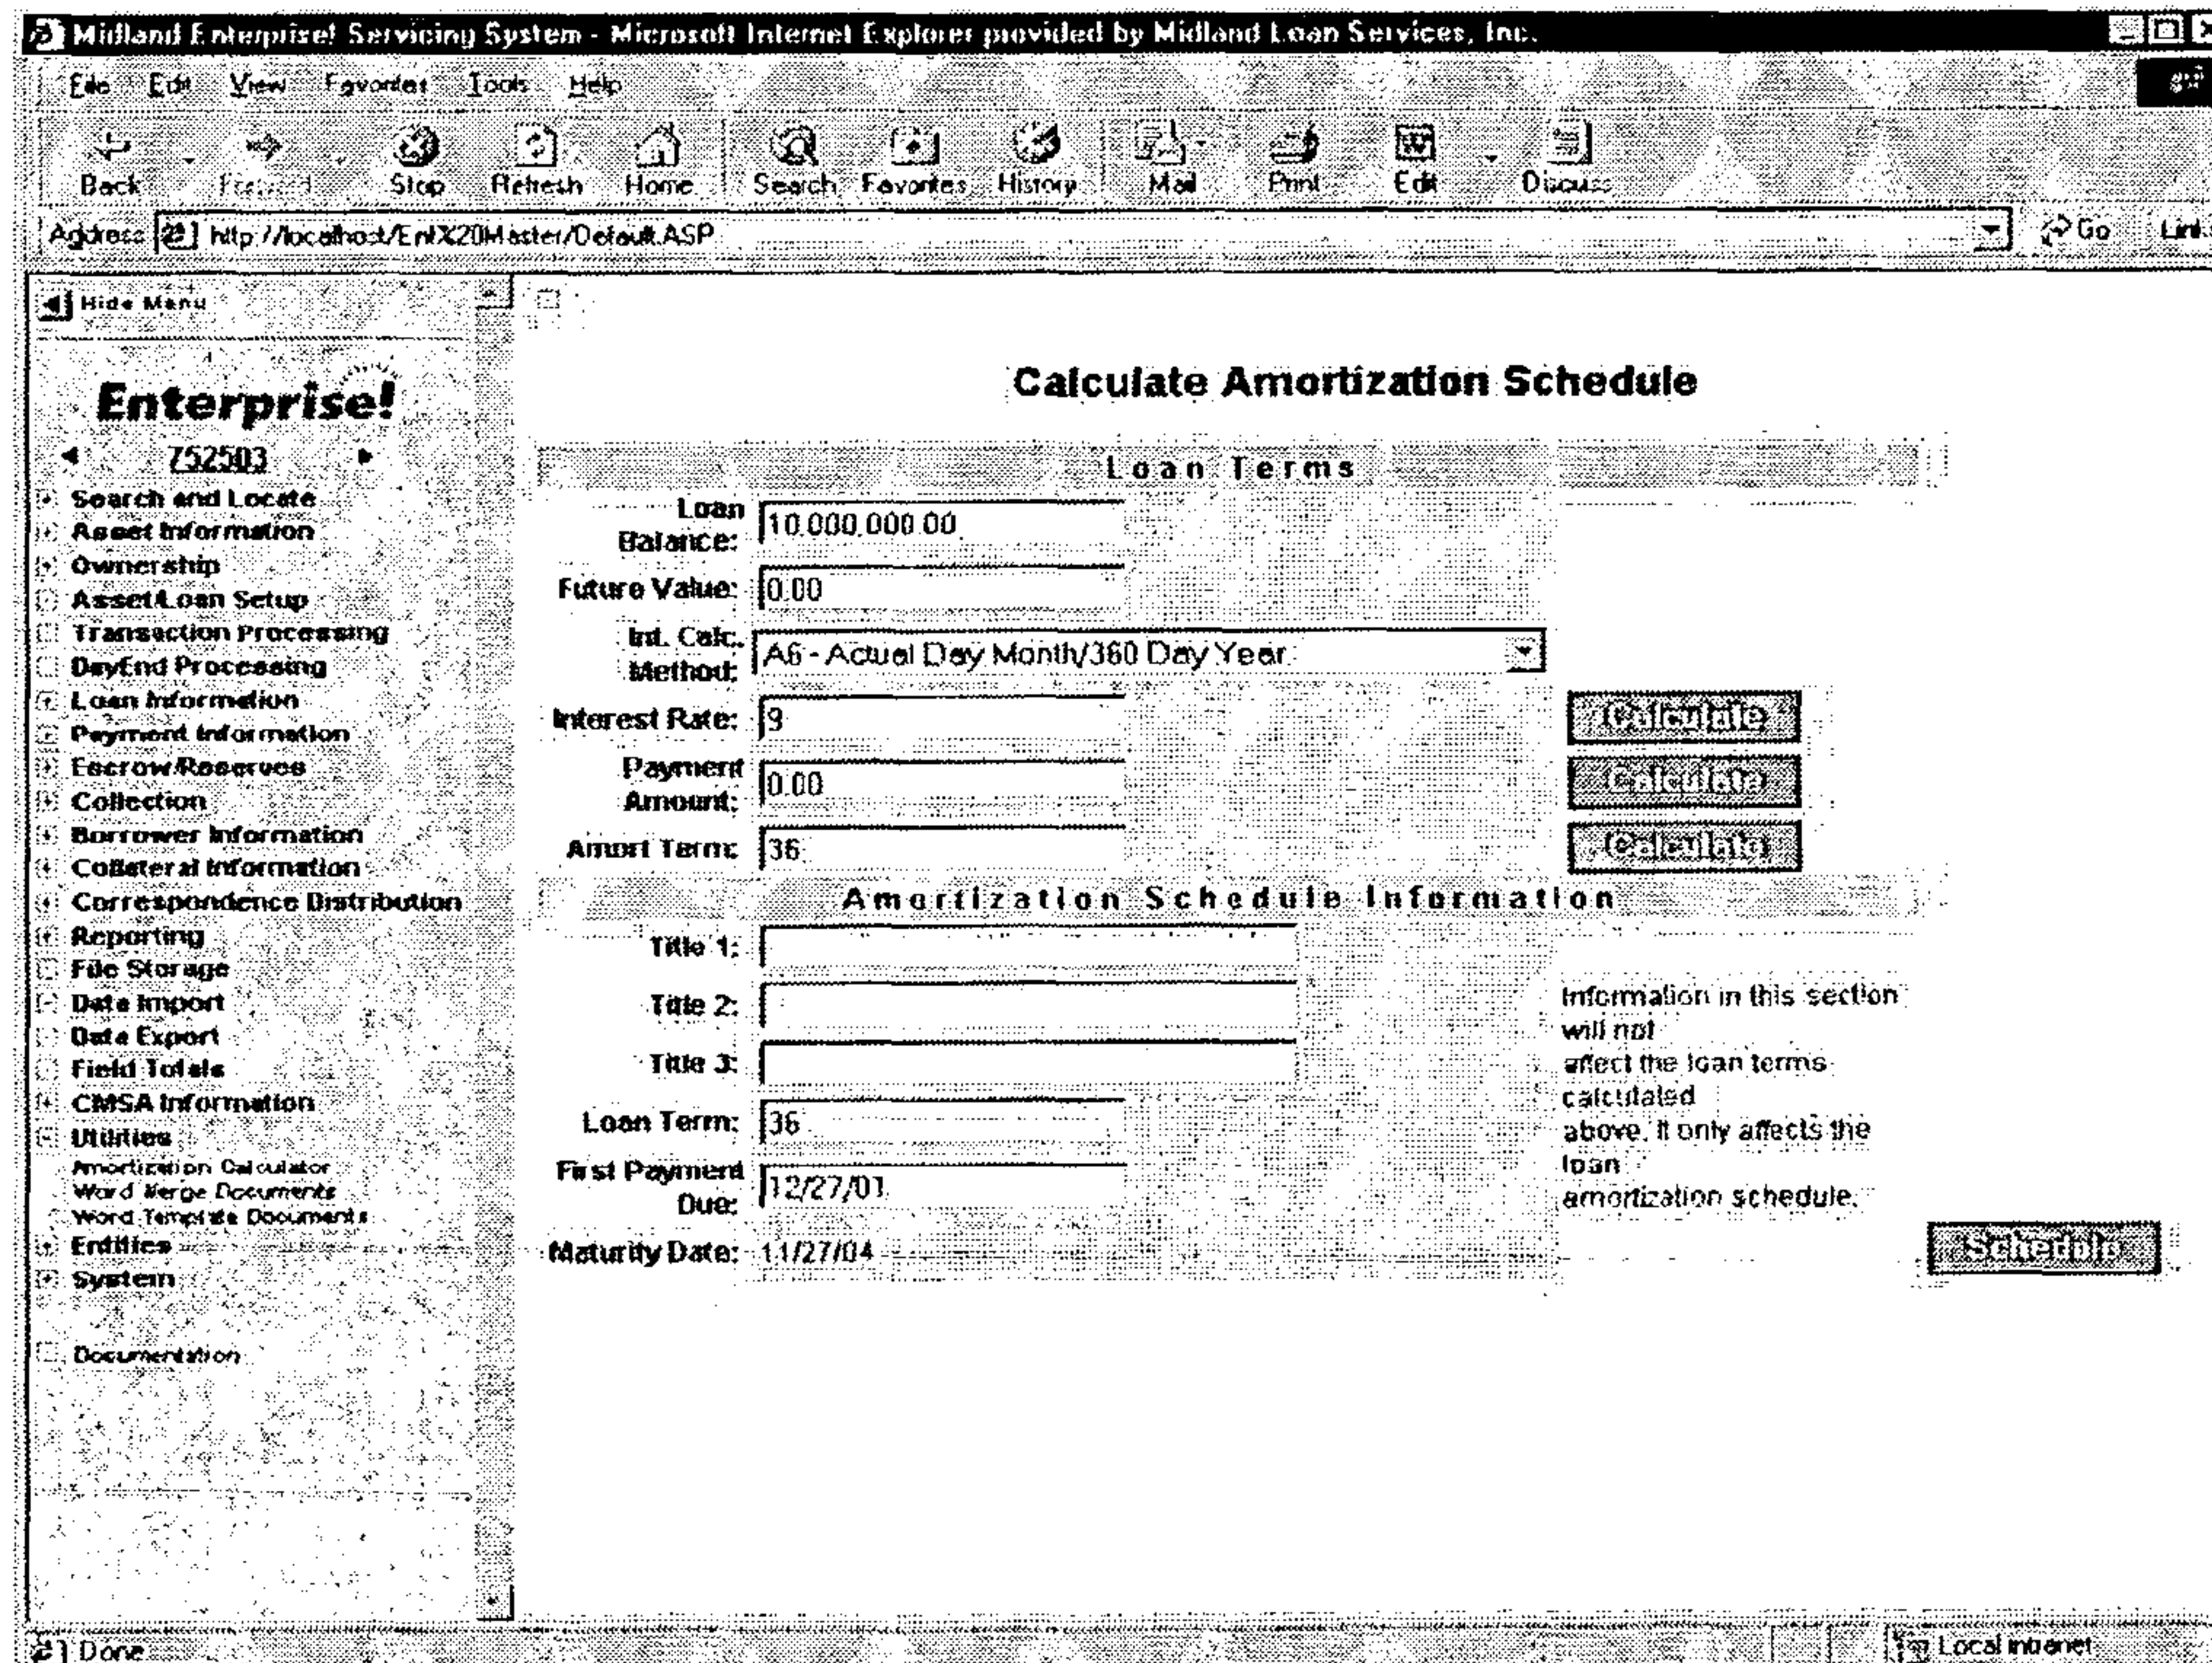 Midland Enterprise! Servicing System - Microsoft Internet Explorer provided by Midland Loan Services, Inc.
File Edit View Favorites Tools Help
Back Forward Stop Refresh Home Search Favorites History Mail Print Edit Discuss
Address http://localhost/EntX20Master/Default.ASP Go Links
Hide Menu
Enterprise!
752503
Search and Locate
Asset Information
Ownership
Asset/Loan Setup
Transaction Processing
DayEnd Processing
Loan Information
Payment Information
Escrow/Reserves
Collection
Borrower Information
Collateral Information
Correspondence Distribution
Reporting
File Storage
Data Import
Data Export
Field Totals
CMSA Information
Utilities
Amortization Calculator
Word Merge Documents
Word Template Documents
Entities
System
Documentation
Calculate Amortization Schedule
Loan Terms
Loan Balance: 10,000,000.00
Future Value: 0.00
Int. Calc. Method: A6 - Actual Day Month/360 Day Year
Interest Rate: 9 Calculate
Payment Amount: 0.00 Calculate
Amort Term: 36 Calculate
Amortization Schedule Information
Title 1:
Title 2:
Title 3:
Loan Term: 36
First Payment Due: 12/27/01
Maturity Date: 11/27/04
Information in this section
will not
affect the loan terms
calculated
above. It only affects the
loan
amortization schedule.
Schedule
Done Local intranet